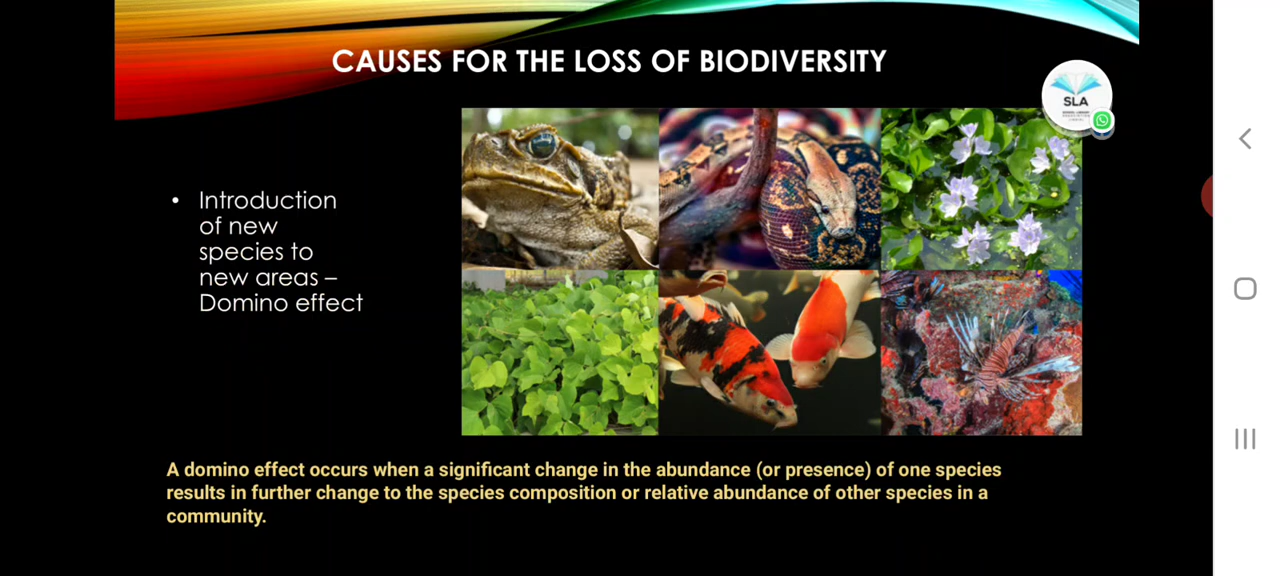 CAUSES FOR THE LOSS OF BIODIVERSITY
SLA
• Introduction
of new
species to
new areas –
Domino effect
A domino effect occurs when a significant change in the abundance (or presence) of one species
results in further change to the species composition or relative abundance of other species in a
community.